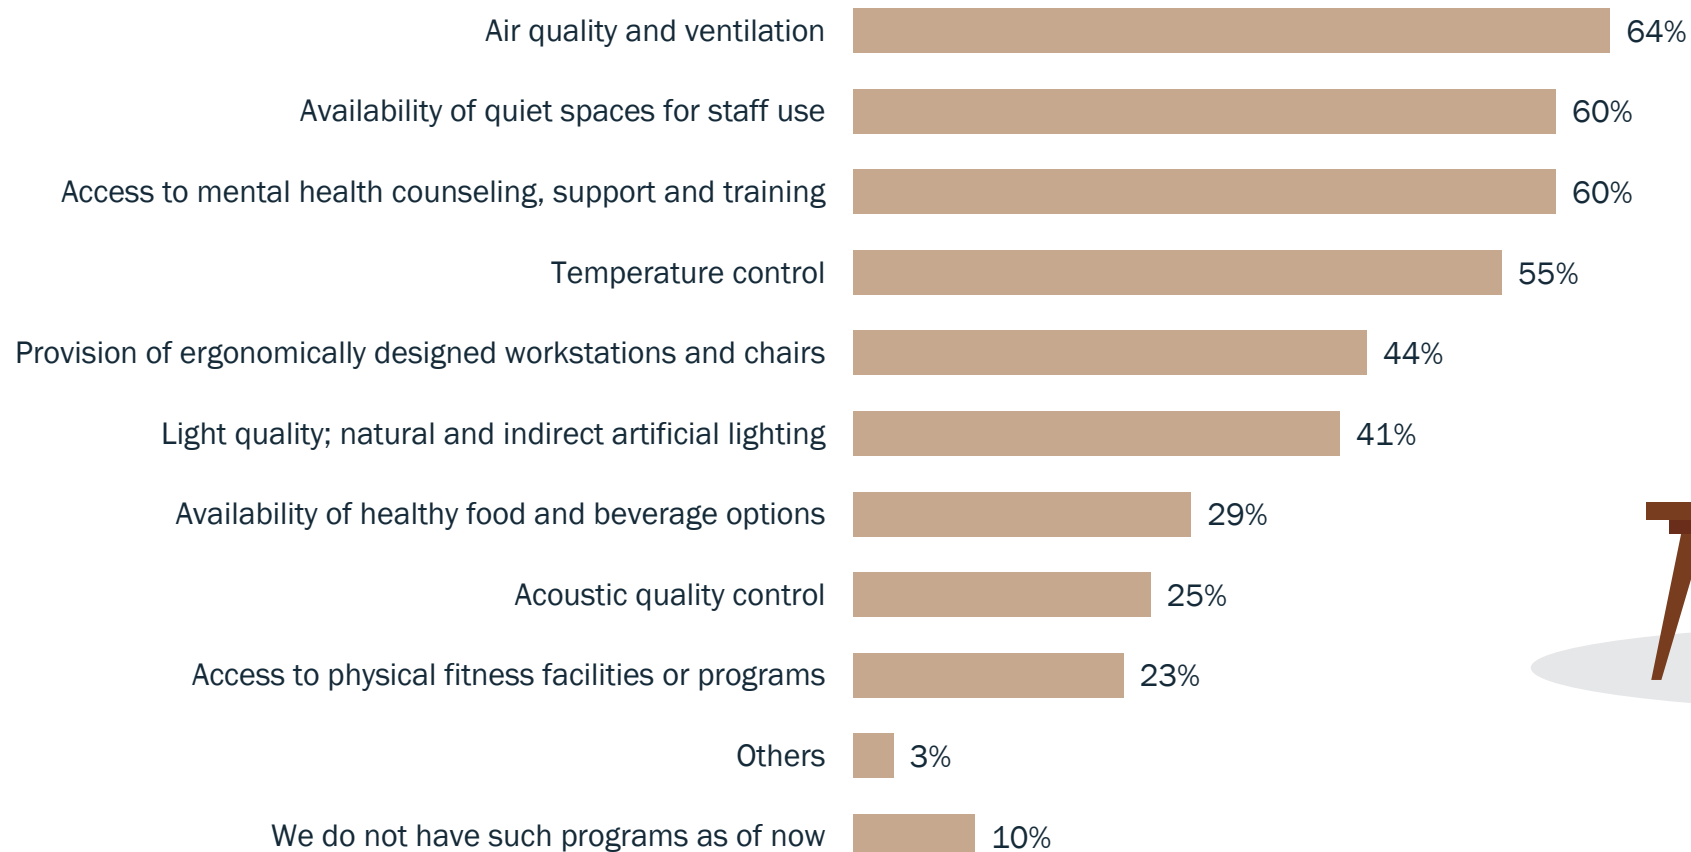 Air quality and ventilation 64%
Availability of quiet spaces for staff use 60%
Access to mental health counseling, support and training 60%
Temperature control 55%
Provision of ergonomically designed workstations and chairs 44%
Light quality; natural and indirect artificial lighting 41%
Availability of healthy food and beverage options 29%
Acoustic quality control 25%
Access to physical fitness facilities or programs 23%
Others 3%
We do not have such programs as of now 10%